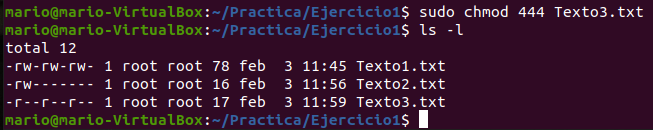 mario@mario-VirtualBox:~/Practica/Ejercicio1$ sudo chmod 444 Texto3.txt
mario@mario-VirtualBox:~/Practica/Ejercicio1$ ls -l
total 12
-rw-rw-rw- 1 root root 78 feb  3 11:45 Texto1.txt
-rw------- 1 root root 16 feb  3 11:56 Texto2.txt
-r--r--r-- 1 root root 17 feb  3 11:59 Texto3.txt
mario@mario-VirtualBox:~/Practica/Ejercicio1$